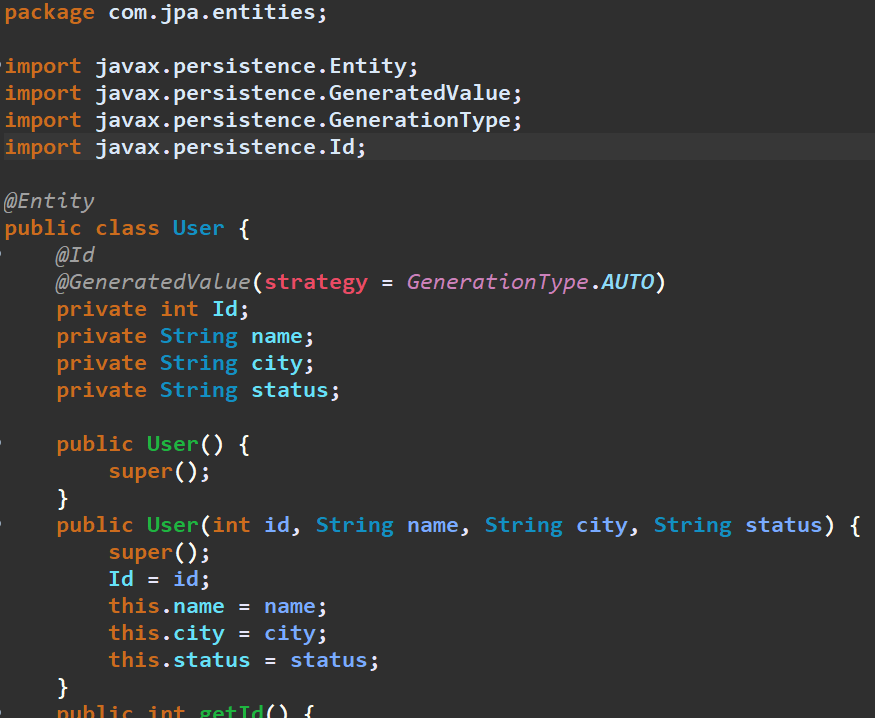 package com.jpa.entities;
import javax.persistence.Entity;
import javax.persistence.GeneratedValue;
import javax.persistence.GenerationType;
import javax.persistence.Id;
@Entity
public class User {
    @Id
    @GeneratedValue(strategy = GenerationType.AUTO)
    private int Id;
    private String name;
    private String city;
    private String status;
    public User() {
        super();
    }
    public User(int id, String name, String city, String status) {
        super();
        Id = id;
        this.name = name;
        this.city = city;
        this.status = status;
    }
    public int getId() {